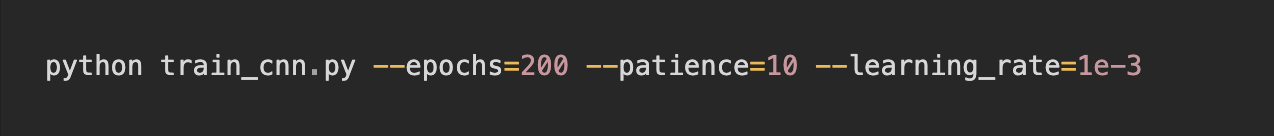 python train_cnn.py --epochs=200 --patience=10 --learning_rate=1e-3